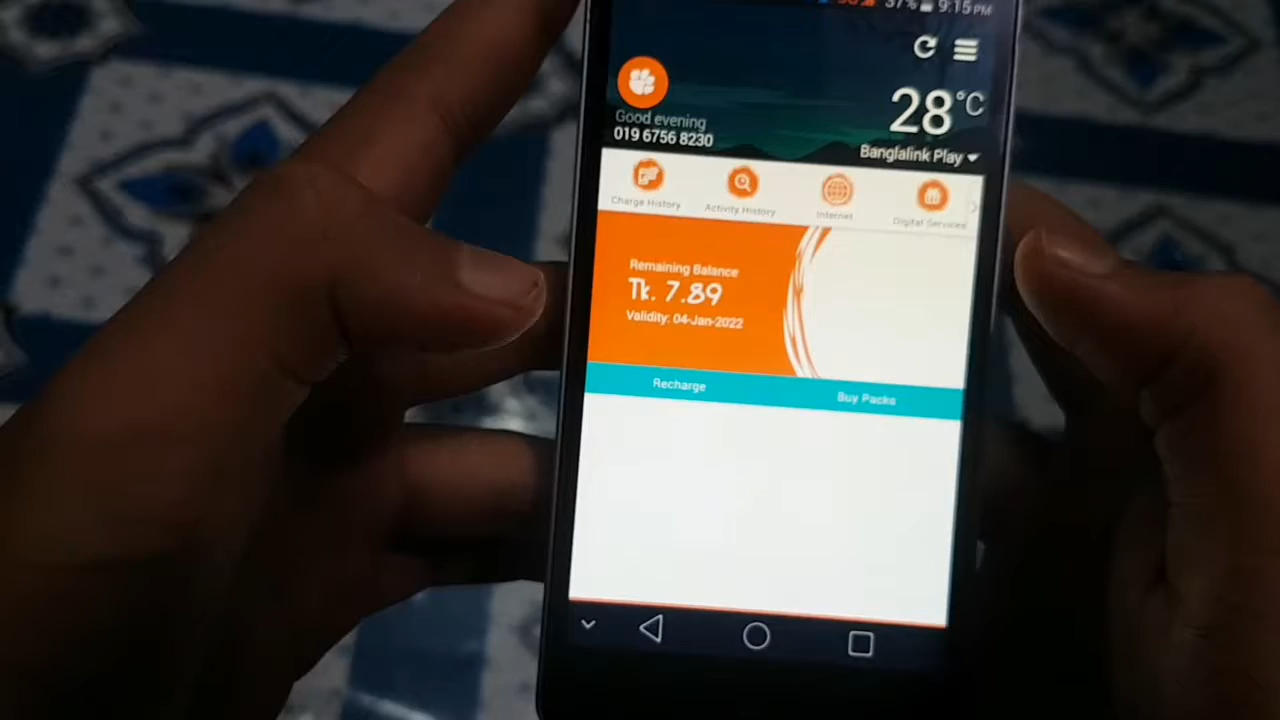 37% 9:15 PM
28°C
Good evening
019 6756 8230
Banglalink Play
Charge History
Activity History
Internet
Digital Services
Remaining Balance
Tk. 7.89
Validity: 04-Jan-2022
Recharge
Buy Packs